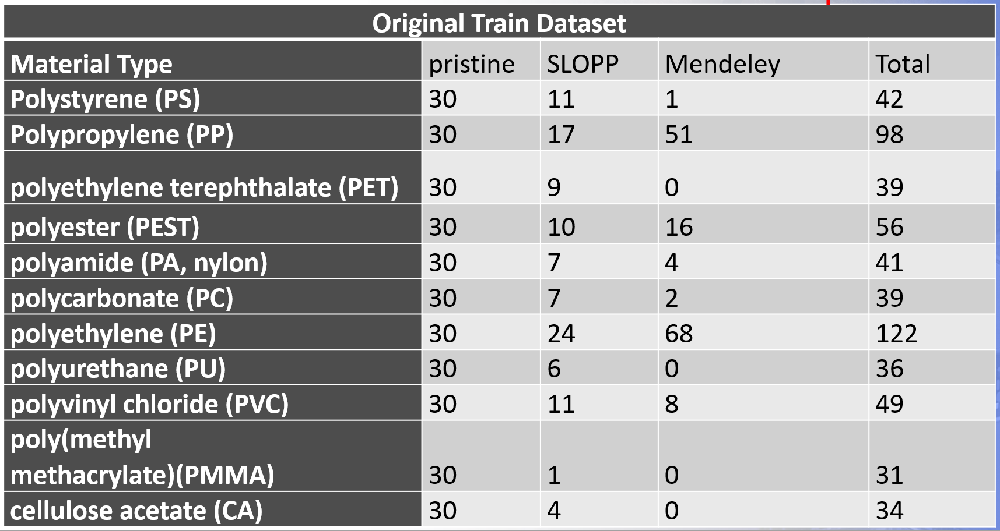 Original Train Dataset
Material Type pristine SLOPP Mendeley Total
Polystyrene (PS) 30 11 1 42
Polypropylene (PP) 30 17 51 98
polyethylene terephthalate (PET) 30 9 0 39
polyester (PEST) 30 10 16 56
polyamide (PA, nylon) 30 7 4 41
polycarbonate (PC) 30 7 2 39
polyethylene (PE) 30 24 68 122
polyurethane (PU) 30 6 0 36
polyvinyl chloride (PVC) 30 11 8 49
poly(methyl
methacrylate)(PMMA) 30 1 0 31
cellulose acetate (CA) 30 4 0 34